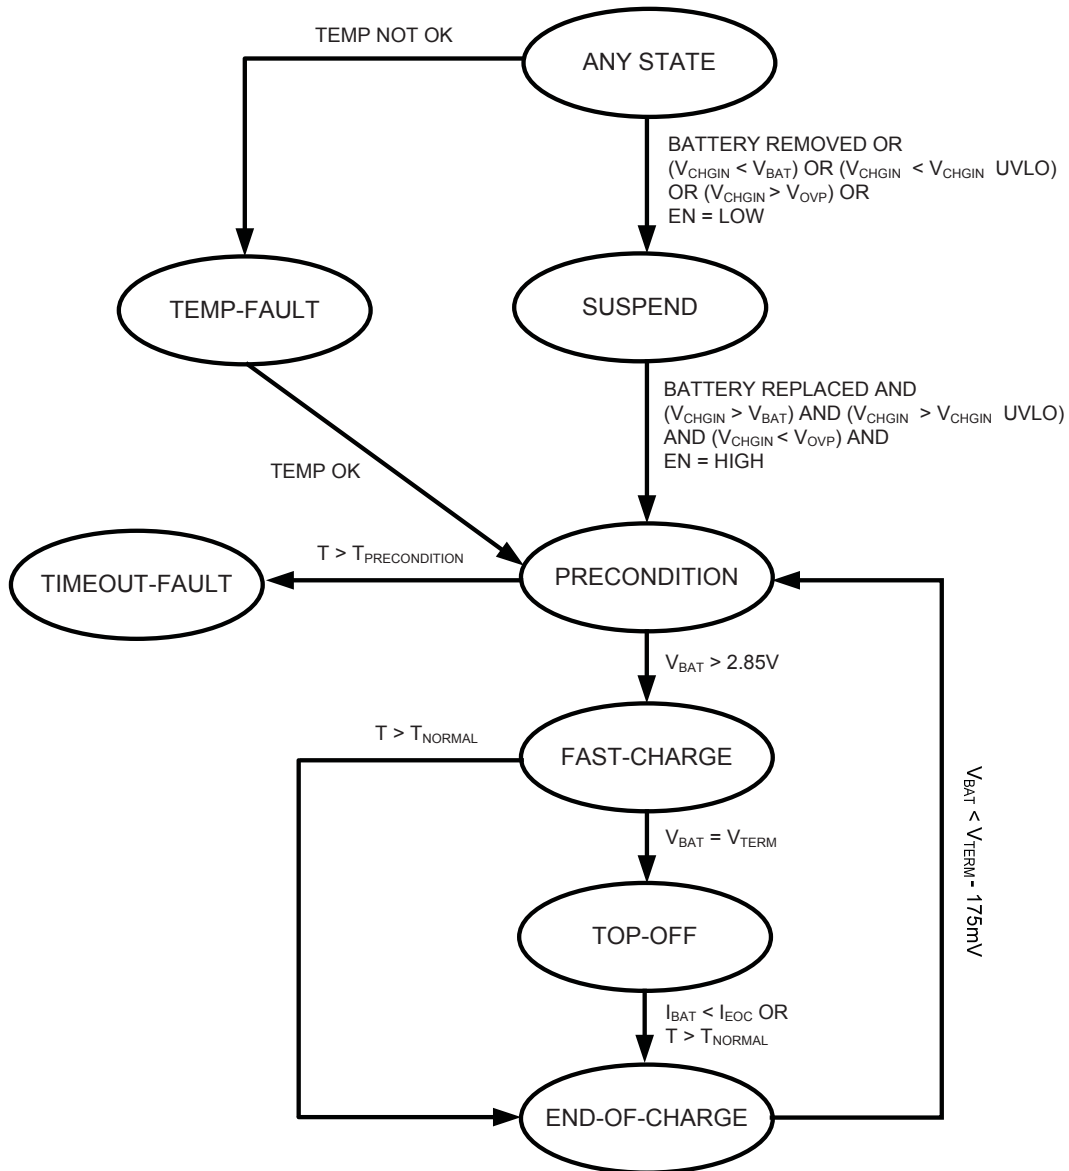 TEMP NOT OK
ANY STATE
BATTERY REMOVED OR
(VCHGIN < VBAT) OR (VCHGIN < VCHGIN UVLO)
OR (VCHGIN > VOVP) OR
EN = LOW
TEMP-FAULT
SUSPEND
BATTERY REPLACED AND
(VCHGIN > VBAT) AND (VCHGIN > VCHGIN UVLO)
AND (VCHGIN < VOVP) AND
EN = HIGH
TEMP OK
T > TPRECONDITION
TIMEOUT-FAULT
PRECONDITION
VBAT > 2.85V
T > TNORMAL
FAST-CHARGE
VBAT = VTERM
VBAT < VTERM - 175mV
TOP-OFF
IBAT < IEOC OR
T > TNORMAL
END-OF-CHARGE